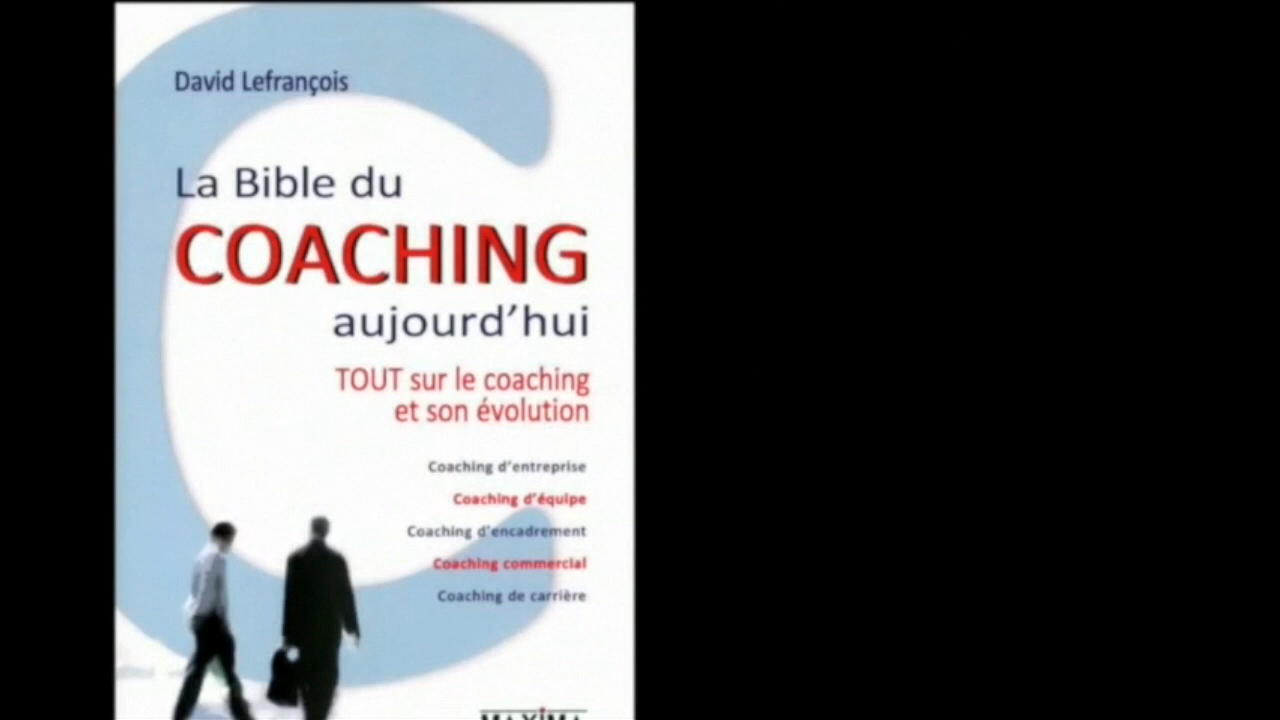 David Lefrançois
La Bible du
COACHING
aujourd’hui
TOUT sur le coaching
et son évolution
Coaching d’entreprise
Coaching d’équipe
Coaching d’encadrement
Coaching commercial
Coaching de carrière
MAXIMA